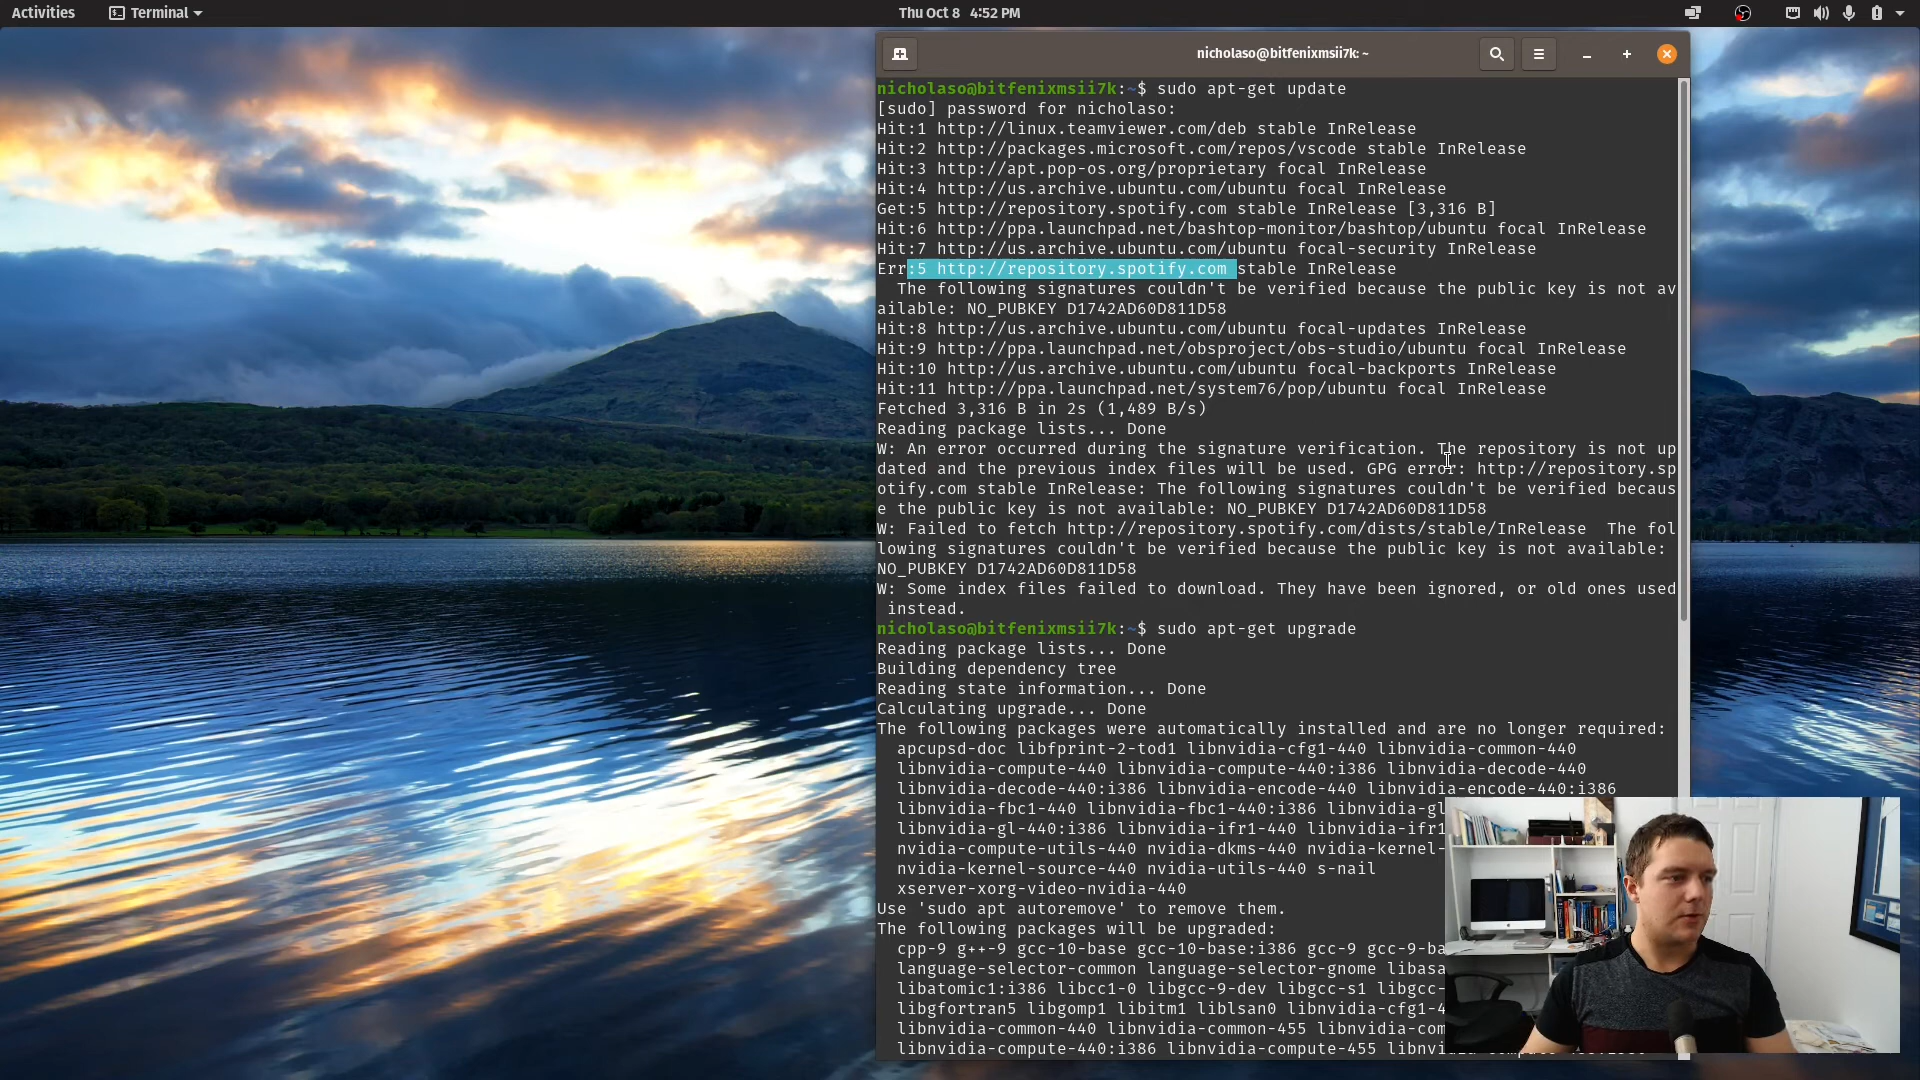 Activities Terminal Thu Oct 8 4:52 PM
nicholaso@bitfenixmsii7k: ~
nicholaso@bitfenixmsii7k:~$ sudo apt-get update
[sudo] password for nicholaso:
Hit:1 http://linux.teamviewer.com/deb stable InRelease
Hit:2 http://packages.microsoft.com/repos/vscode stable InRelease
Hit:3 http://apt.pop-os.org/proprietary focal InRelease
Hit:4 http://us.archive.ubuntu.com/ubuntu focal InRelease
Get:5 http://repository.spotify.com stable InRelease [3,316 B]
Hit:6 http://ppa.launchpad.net/bashtop-monitor/bashtop/ubuntu focal InRelease
Hit:7 http://us.archive.ubuntu.com/ubuntu focal-security InRelease
Err:5 http://repository.spotify.com stable InRelease
The following signatures couldn't be verified because the public key is not av
ailable: NO_PUBKEY D1742AD60D811D58
Hit:8 http://us.archive.ubuntu.com/ubuntu focal-updates InRelease
Hit:9 http://ppa.launchpad.net/obsproject/obs-studio/ubuntu focal InRelease
Hit:10 http://us.archive.ubuntu.com/ubuntu focal-backports InRelease
Hit:11 http://ppa.launchpad.net/system76/pop/ubuntu focal InRelease
Fetched 3,316 B in 2s (1,489 B/s)
Reading package lists... Done
W: An error occurred during the signature verification. The repository is not up
dated and the previous index files will be used. GPG error: http://repository.sp
otify.com stable InRelease: The following signatures couldn't be verified becaus
e the public key is not available: NO_PUBKEY D1742AD60D811D58
W: Failed to fetch http://repository.spotify.com/dists/stable/InRelease  The fol
lowing signatures couldn't be verified because the public key is not available:
NO_PUBKEY D1742AD60D811D58
W: Some index files failed to download. They have been ignored, or old ones used
instead.
nicholaso@bitfenixmsii7k:~$ sudo apt-get upgrade
Reading package lists... Done
Building dependency tree
Reading state information... Done
Calculating upgrade... Done
The following packages were automatically installed and are no longer required:
apcupsd-doc libfprint-2-tod1 libnvidia-cfg1-440 libnvidia-common-440
libnvidia-compute-440 libnvidia-compute-440:i386 libnvidia-decode-440
libnvidia-decode-440:i386 libnvidia-encode-440 libnvidia-encode-440:i386
libnvidia-fbc1-440 libnvidia-fbc1-440:i386 libnvidia-gl
libnvidia-gl-440:i386 libnvidia-ifr1-440 libnvidia-ifr1
nvidia-compute-utils-440 nvidia-dkms-440 nvidia-kernel-
nvidia-kernel-source-440 nvidia-utils-440 s-nail
xserver-xorg-video-nvidia-440
Use 'sudo apt autoremove' to remove them.
The following packages will be upgraded:
cpp-9 g++-9 gcc-10-base gcc-10-base:i386 gcc-9 gcc-9-ba
language-selector-common language-selector-gnome libasa
libatomic1:i386 libcc1-0 libgcc-9-dev libgcc-s1 libgcc-
libgfortran5 libgomp1 libitm1 liblsan0 libnvidia-cfg1-4
libnvidia-common-440 libnvidia-common-455 libnvidia-com
libnvidia-compute-440:i386 libnvidia-compute-455